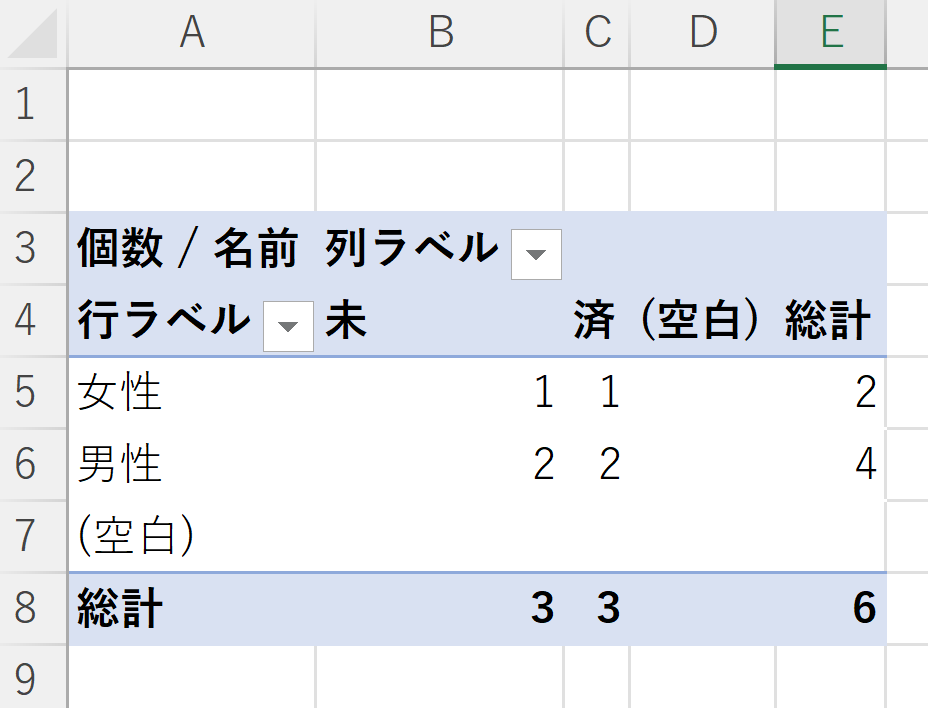 A B C D E
1
2
3 個数 / 名前 列ラベル
4 行ラベル 未 済 (空白) 総計
5 女性 1 1 2
6 男性 2 2 4
7 (空白)
8 総計 3 3 6
9